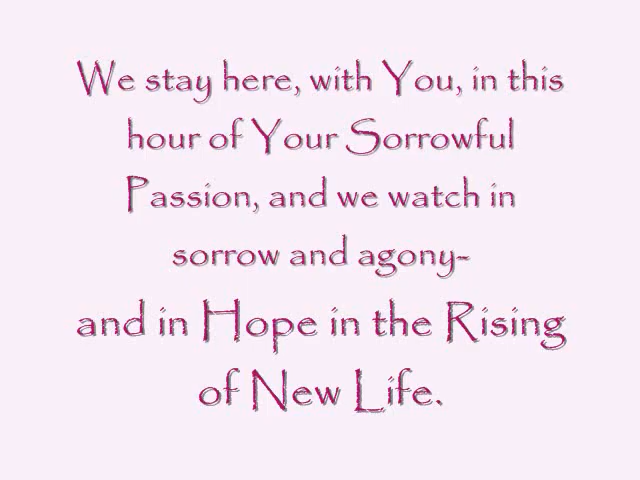 We stay here, with You, in this
hour of Your Sorrowful
Passion, and we watch in
sorrow and agony-
and in Hope in the Rising
of New Life.